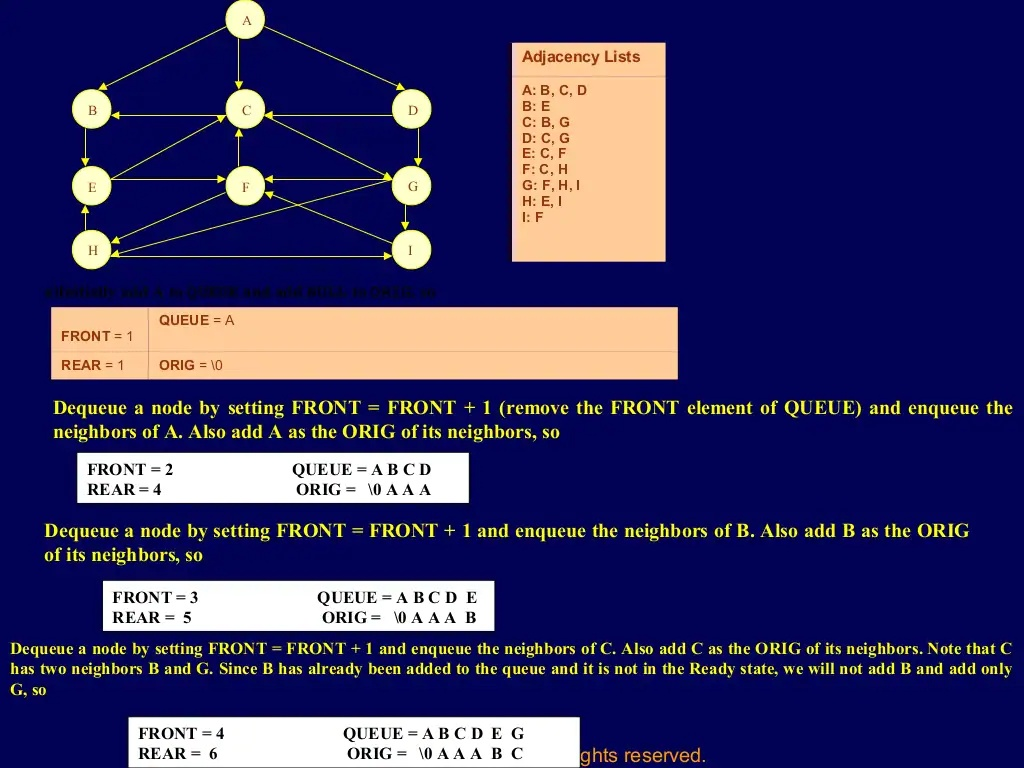 A
B
C
D
E
F
G
H
I
Adjacency Lists
A: B, C, D
B: E
C: B, G
D: C, G
E: C, F
F: C, H
G: F, H, I
H: E, I
I: F
QUEUE = A
FRONT = 1
REAR = 1
ORIG = \0
Dequeue a node by setting FRONT = FRONT + 1 (remove the FRONT element of QUEUE) and enqueue the
neighbors of A. Also add A as the ORIG of its neighbors, so
FRONT = 2 QUEUE = A B C D
REAR = 4 ORIG = \0 A A A
Dequeue a node by setting FRONT = FRONT + 1 and enqueue the neighbors of B. Also add B as the ORIG
of its neighbors, so
FRONT = 3 QUEUE = A B C D E
REAR = 5 ORIG = \0 A A A B
Dequeue a node by setting FRONT = FRONT + 1 and enqueue the neighbors of C. Also add C as the ORIG of its neighbors. Note that C
has two neighbors B and G. Since B has already been added to the queue and it is not in the Ready state, we will not add B and add only
G, so
FRONT = 4 QUEUE = A B C D E G
REAR = 6 ORIG = \0 A A A B C
ghts reserved.